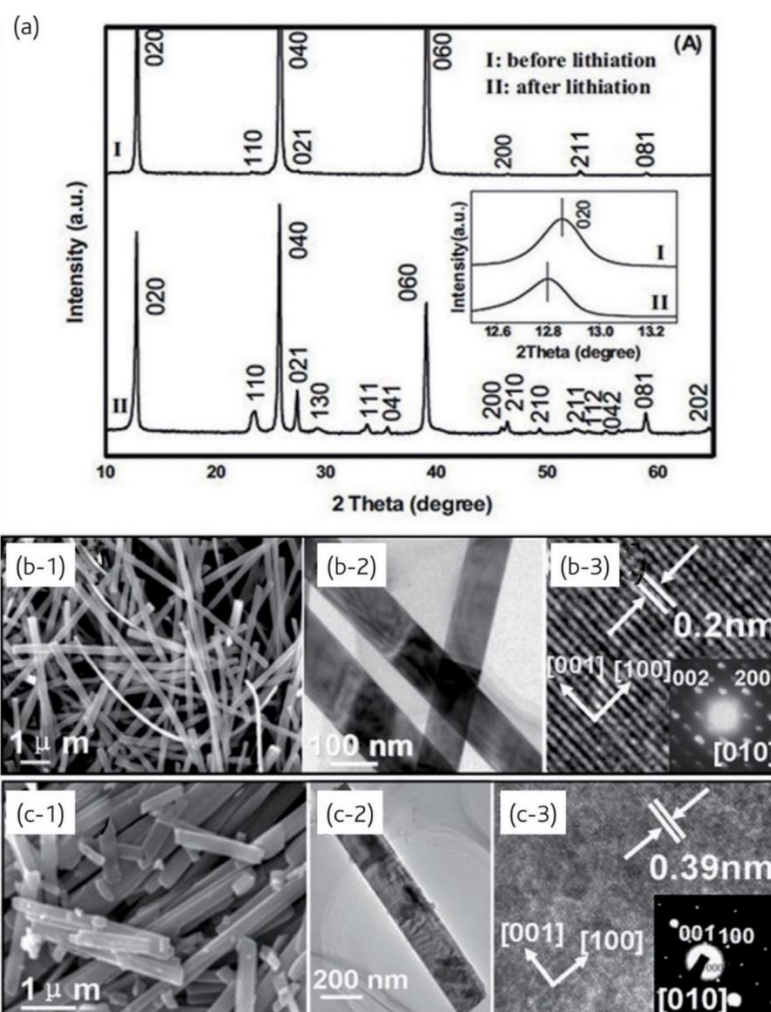 (a)
(A)
I: before lithiation
II: after lithiation
020
040
060
I
110
021
200
211
081
Intensity (a.u.)
020
040
060
II
110
021
130
111
041
200
210
210
211
112
042
081
202
Intensity(a.u.)
020
I
II
12.6 12.8 13.0 13.2
2Theta (degree)
10 20 30 40 50 60
2 Theta (degree)
(b-1)
1 μ m
(b-2)
100 nm
(b-3)
0.2nm
[001] [100]
002 200
[010]
(c-1)
1 μ m
(c-2)
200 nm
(c-3)
0.39nm
[001] [100]
001 100
000
[010]